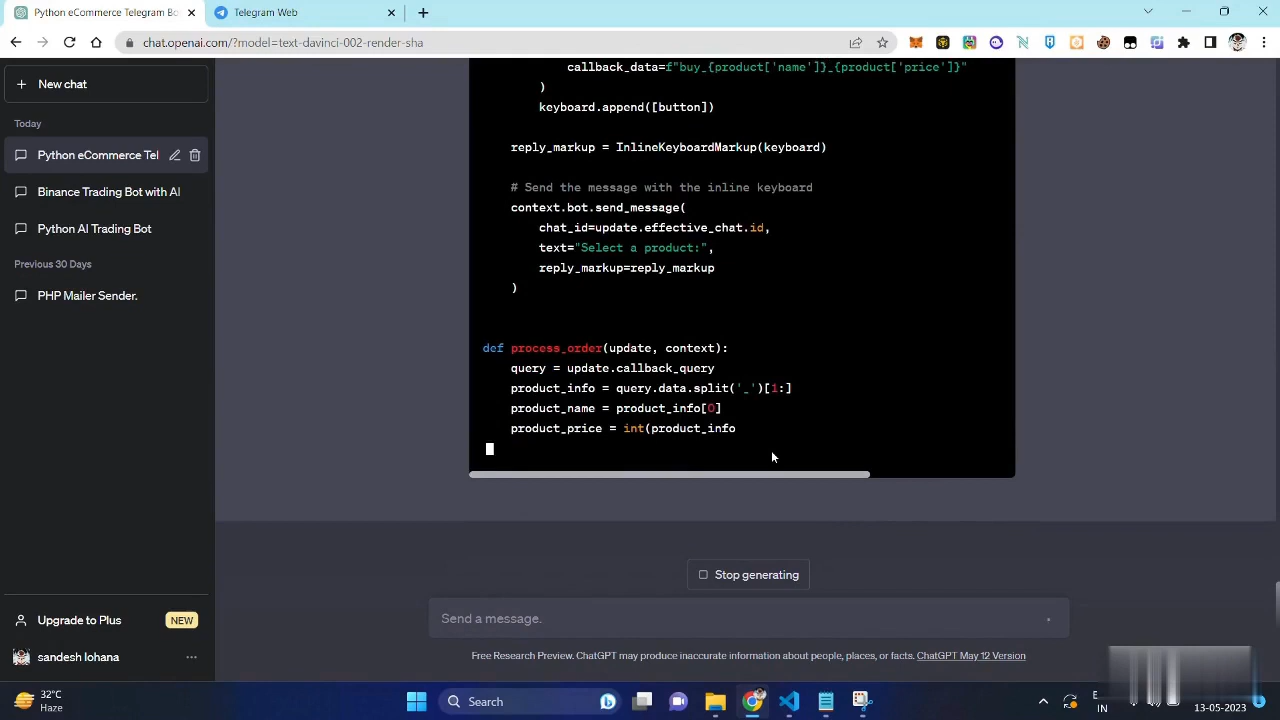 Python eCommerce Telegram Bo
Telegram Web
chat.openai.com/?model=text-davinci-002-render-sha
New chat
Today
Python eCommerce Tel
Binance Trading Bot with AI
Python AI Trading Bot
Previous 30 Days
PHP Mailer Sender.
callback_data=f"buy_{product['name']}_{product['price']}"
)
keyboard.append([button])
reply_markup = InlineKeyboardMarkup(keyboard)
# Send the message with the inline keyboard
context.bot.send_message(
chat_id=update.effective_chat.id,
text="Select a product:",
reply_markup=reply_markup
)
def process_order(update, context):
query = update.callback_query
product_info = query.data.split('_')[1:]
product_name = product_info[0]
product_price = int(product_info
Stop generating
Send a message.
Free Research Preview. ChatGPT may produce inaccurate information about people, places, or facts. ChatGPT May 12 Version
Upgrade to Plus
NEW
sandesh lohana
32°C
Haze
Search
IN
13-05-2023